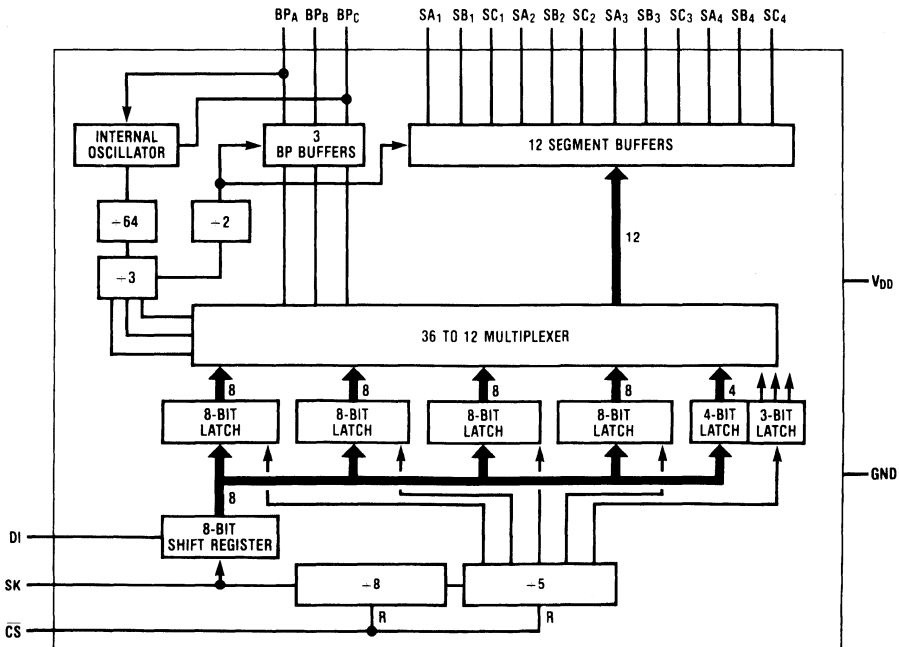 BPA BPB BPC SA1 SB1 SC1 SA2 SB2 SC2 SA3 SB3 SC3 SA4 SB4 SC4
INTERNAL
OSCILLATOR
3
BP BUFFERS
12 SEGMENT BUFFERS
÷64
÷2
12
÷3
VDD
36 TO 12 MULTIPLEXER
8 8 8 8 4
8-BIT
LATCH
8-BIT
LATCH
8-BIT
LATCH
8-BIT
LATCH
4-BIT
LATCH
3-BIT
LATCH
GND
8
DI
8-BIT
SHIFT REGISTER
SK
÷8
÷5
R R
CS